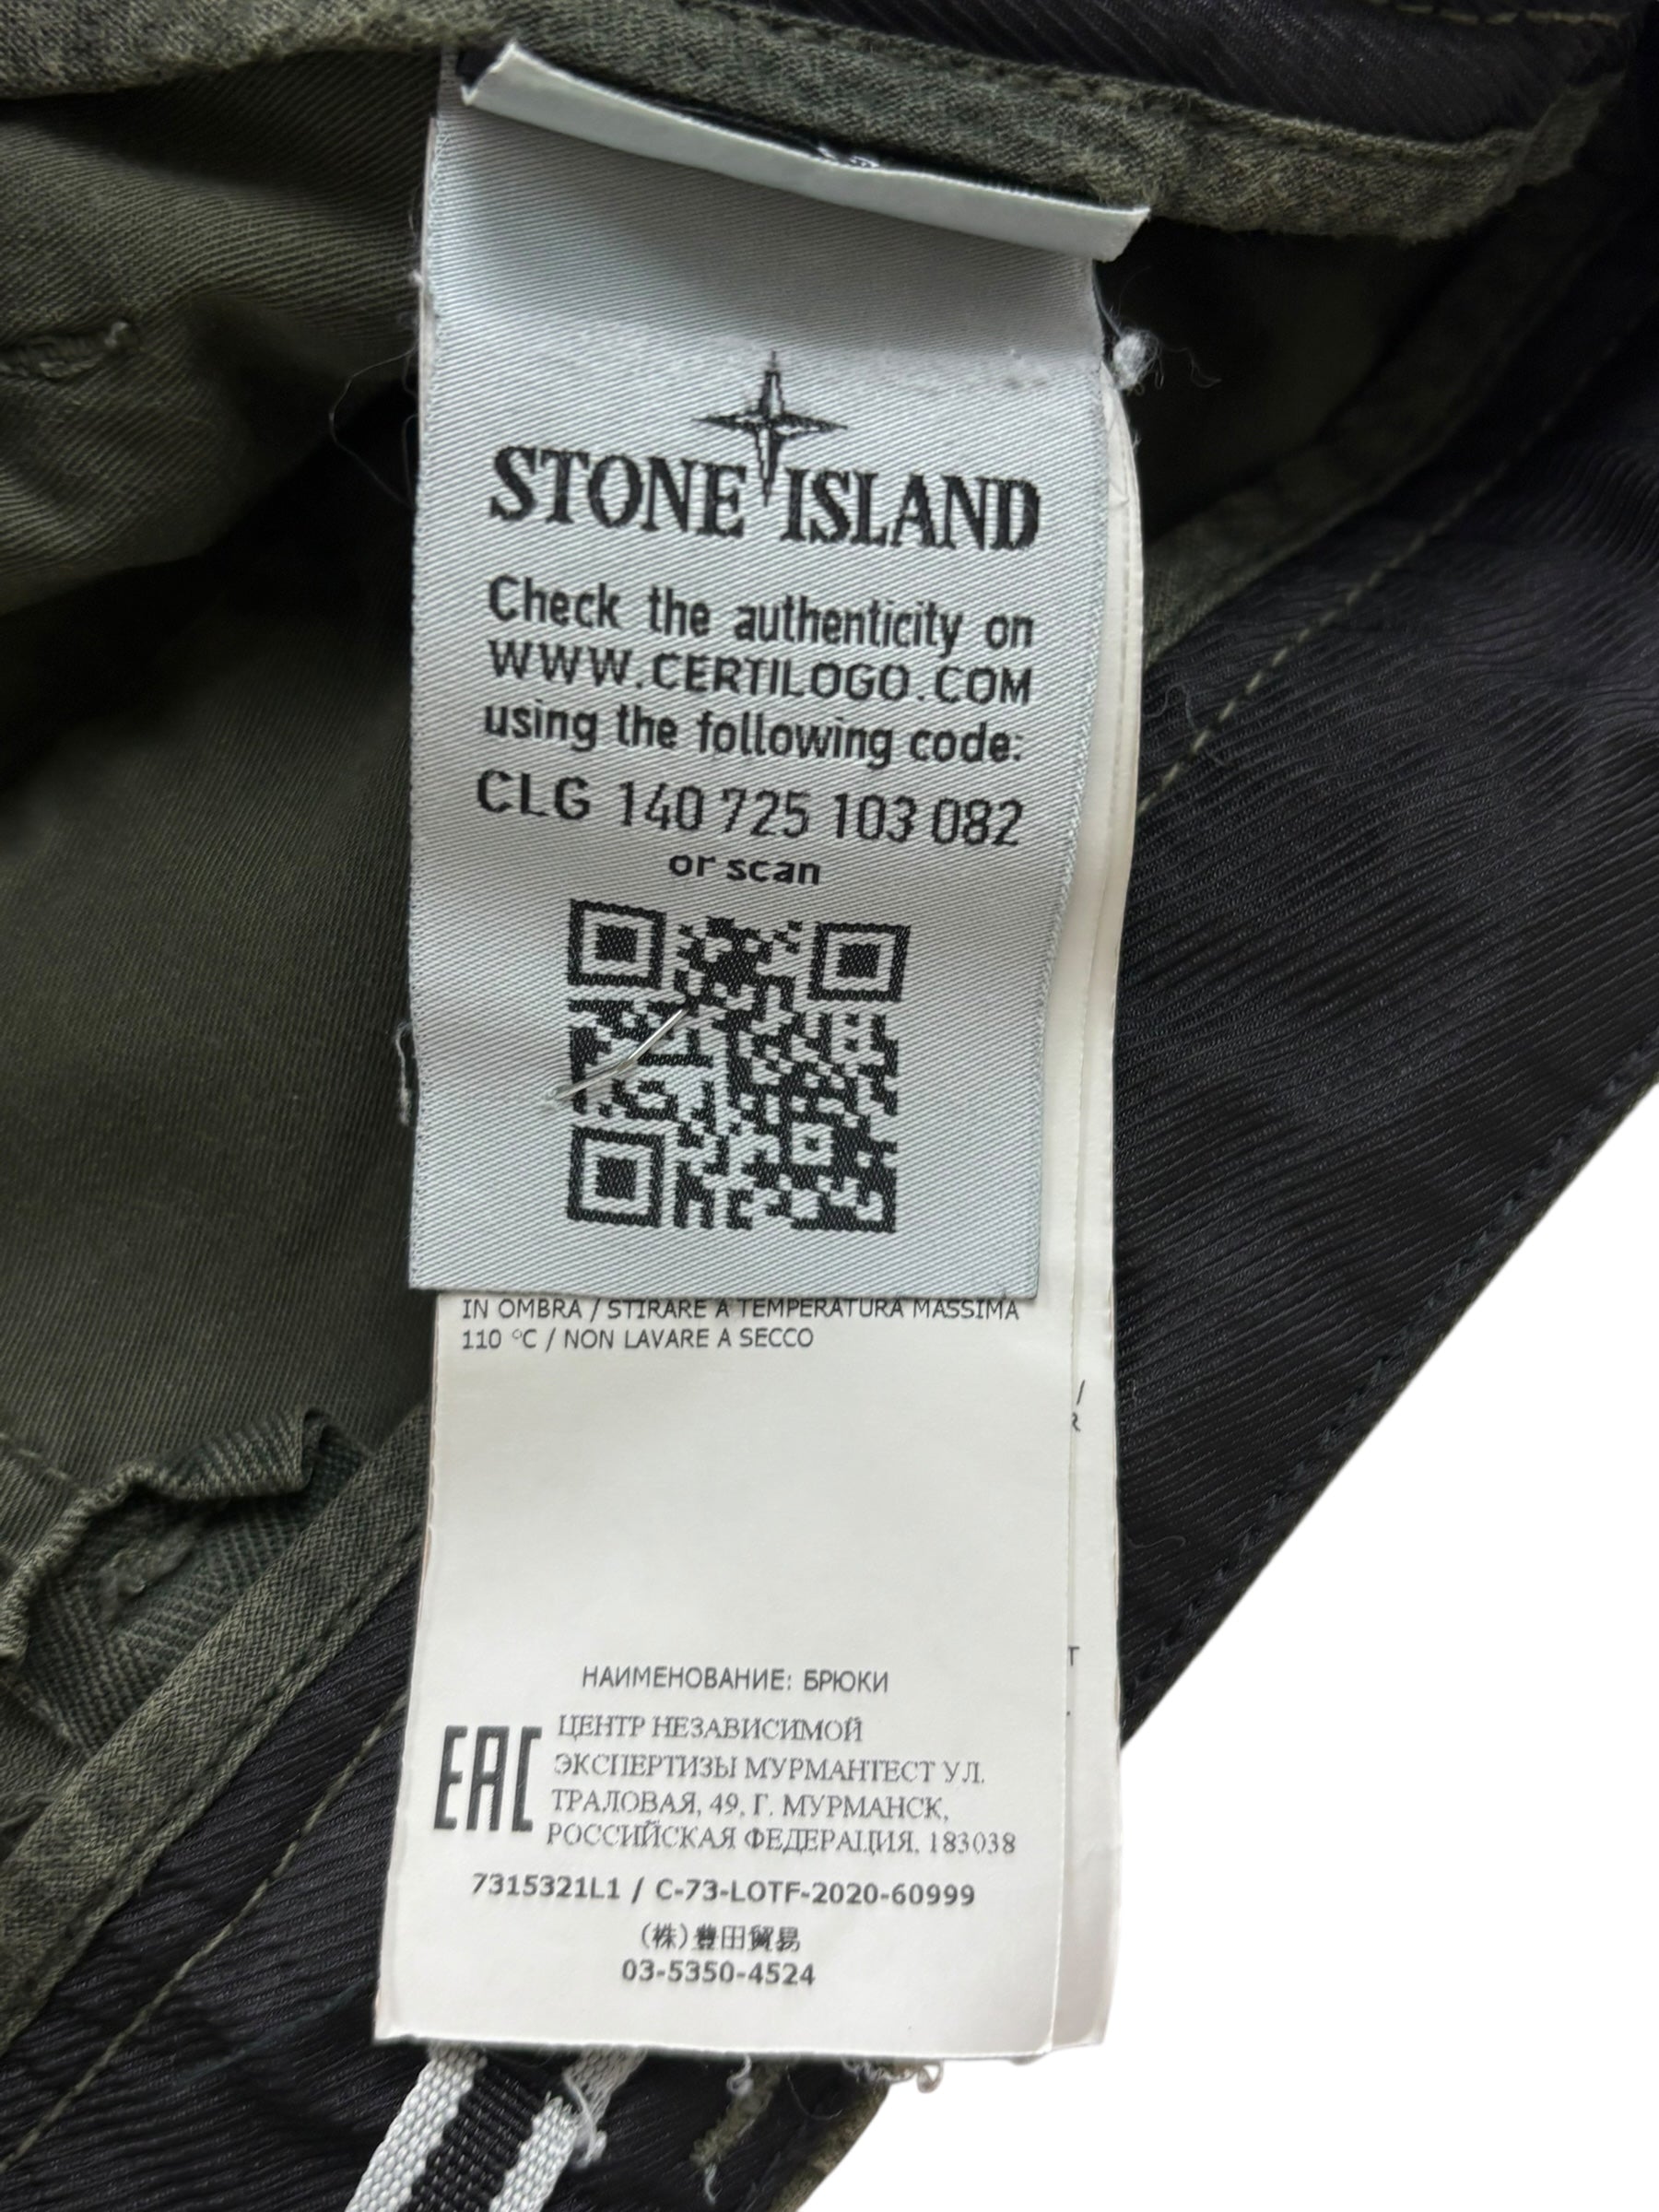 STONE ISLAND
Check the authenticity on
WWW.CERTILOGO.COM
using the following code:
CLG 140 725 103 082
or scan
IN OMBRA / STIRARE A TEMPERATURA MASSIMA
110 °C / NON LAVARE A SECCO
/
R
T
НАИМЕНОВАНИЕ: БРЮКИ
EAC
ЦЕНТР НЕЗАВИСИМОЙ
ЭКСПЕРТИЗЫ МУРМАНТЕСТ УЛ.
ТРАЛОВАЯ, 49, Г. МУРМАНСК,
РОССИЙСКАЯ ФЕДЕРАЦИЯ, 183038
7315321L1 / C-73-LOTF-2020-60999
(株)豊田貿易
03-5350-4524